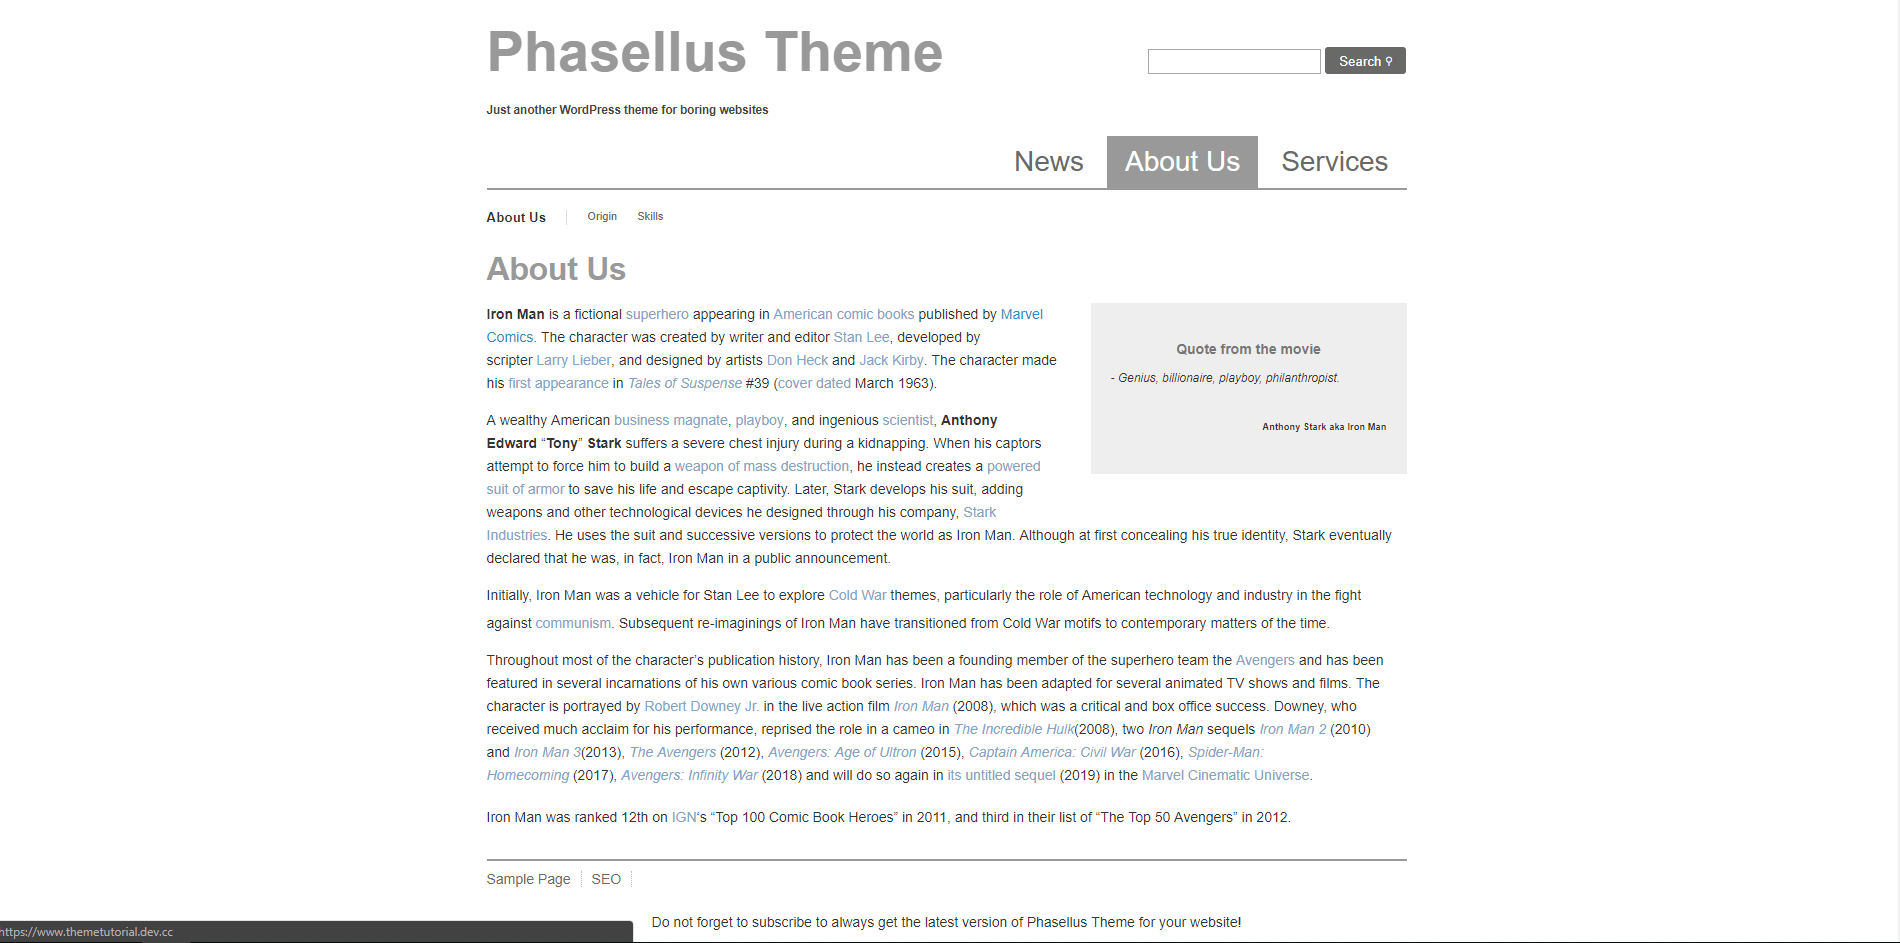 Phasellus Theme
Search
Just another WordPress theme for boring websites
News About Us Services
About Us Origin Skills
About Us
Iron Man is a fictional superhero appearing in American comic books published by Marvel
Comics. The character was created by writer and editor Stan Lee, developed by
scripter Larry Lieber, and designed by artists Don Heck and Jack Kirby. The character made
his first appearance in Tales of Suspense #39 (cover dated March 1963).
Quote from the movie
- Genius, billionaire, playboy, philanthropist.
Anthony Stark aka Iron Man
A wealthy American business magnate, playboy, and ingenious scientist, Anthony
Edward “Tony” Stark suffers a severe chest injury during a kidnapping. When his captors
attempt to force him to build a weapon of mass destruction, he instead creates a powered
suit of armor to save his life and escape captivity. Later, Stark develops his suit, adding
weapons and other technological devices he designed through his company, Stark
Industries. He uses the suit and successive versions to protect the world as Iron Man. Although at first concealing his true identity, Stark eventually
declared that he was, in fact, Iron Man in a public announcement.
Initially, Iron Man was a vehicle for Stan Lee to explore Cold War themes, particularly the role of American technology and industry in the fight
against communism. Subsequent re-imaginings of Iron Man have transitioned from Cold War motifs to contemporary matters of the time.
Throughout most of the character’s publication history, Iron Man has been a founding member of the superhero team the Avengers and has been
featured in several incarnations of his own various comic book series. Iron Man has been adapted for several animated TV shows and films. The
character is portrayed by Robert Downey Jr. in the live action film Iron Man (2008), which was a critical and box office success. Downey, who
received much acclaim for his performance, reprised the role in a cameo in The Incredible Hulk(2008), two Iron Man sequels Iron Man 2 (2010)
and Iron Man 3(2013), The Avengers (2012), Avengers: Age of Ultron (2015), Captain America: Civil War (2016), Spider-Man:
Homecoming (2017), Avengers: Infinity War (2018) and will do so again in its untitled sequel (2019) in the Marvel Cinematic Universe.
Iron Man was ranked 12th on IGN‘s “Top 100 Comic Book Heroes” in 2011, and third in their list of “The Top 50 Avengers” in 2012.
Sample Page SEO
Do not forget to subscribe to always get the latest version of Phasellus Theme for your website!
https://www.themetutorial.dev.cc